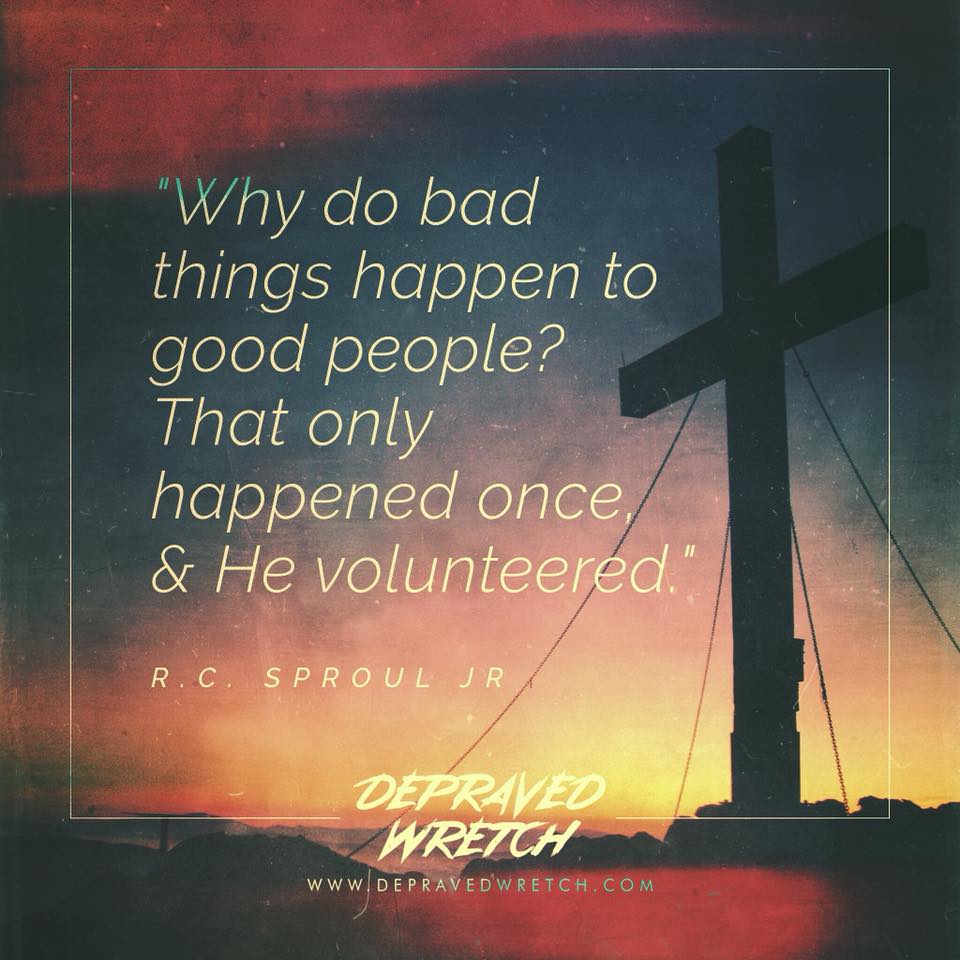 "Why do bad
things happen to
good people?
That only
happened once,
& He volunteered."
R.C. SPROUL JR
DEPRAVED
WRETCH
WWW.DEPRAVEDWRETCH.COM